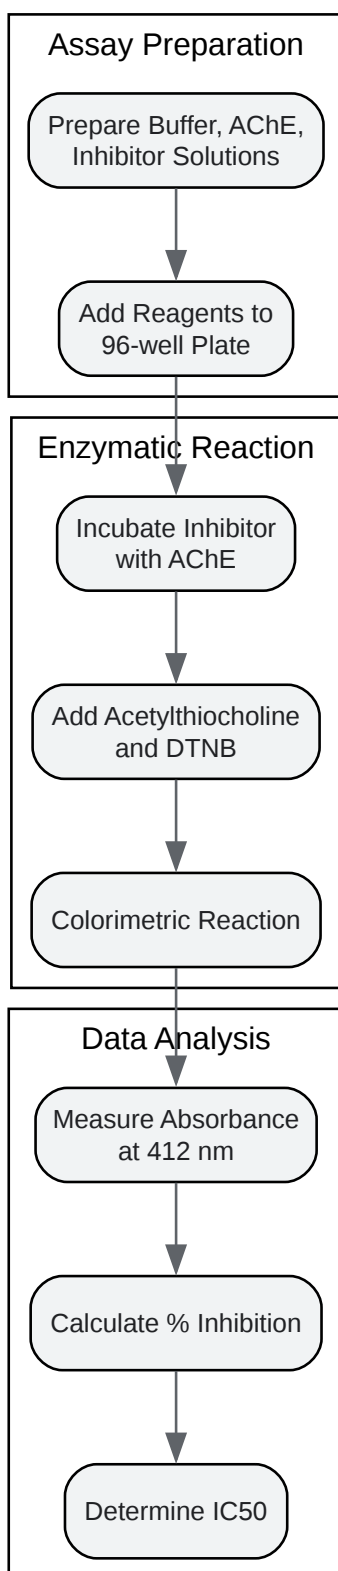 Assay Preparation
Prepare Buffer, AChE,
Inhibitor Solutions
Add Reagents to
96-well Plate
Enzymatic Reaction
Incubate Inhibitor
with AChE
Add Acetylthiocholine
and DTNB
Colorimetric Reaction
Data Analysis
Measure Absorbance
at 412 nm
Calculate % Inhibition
Determine IC50